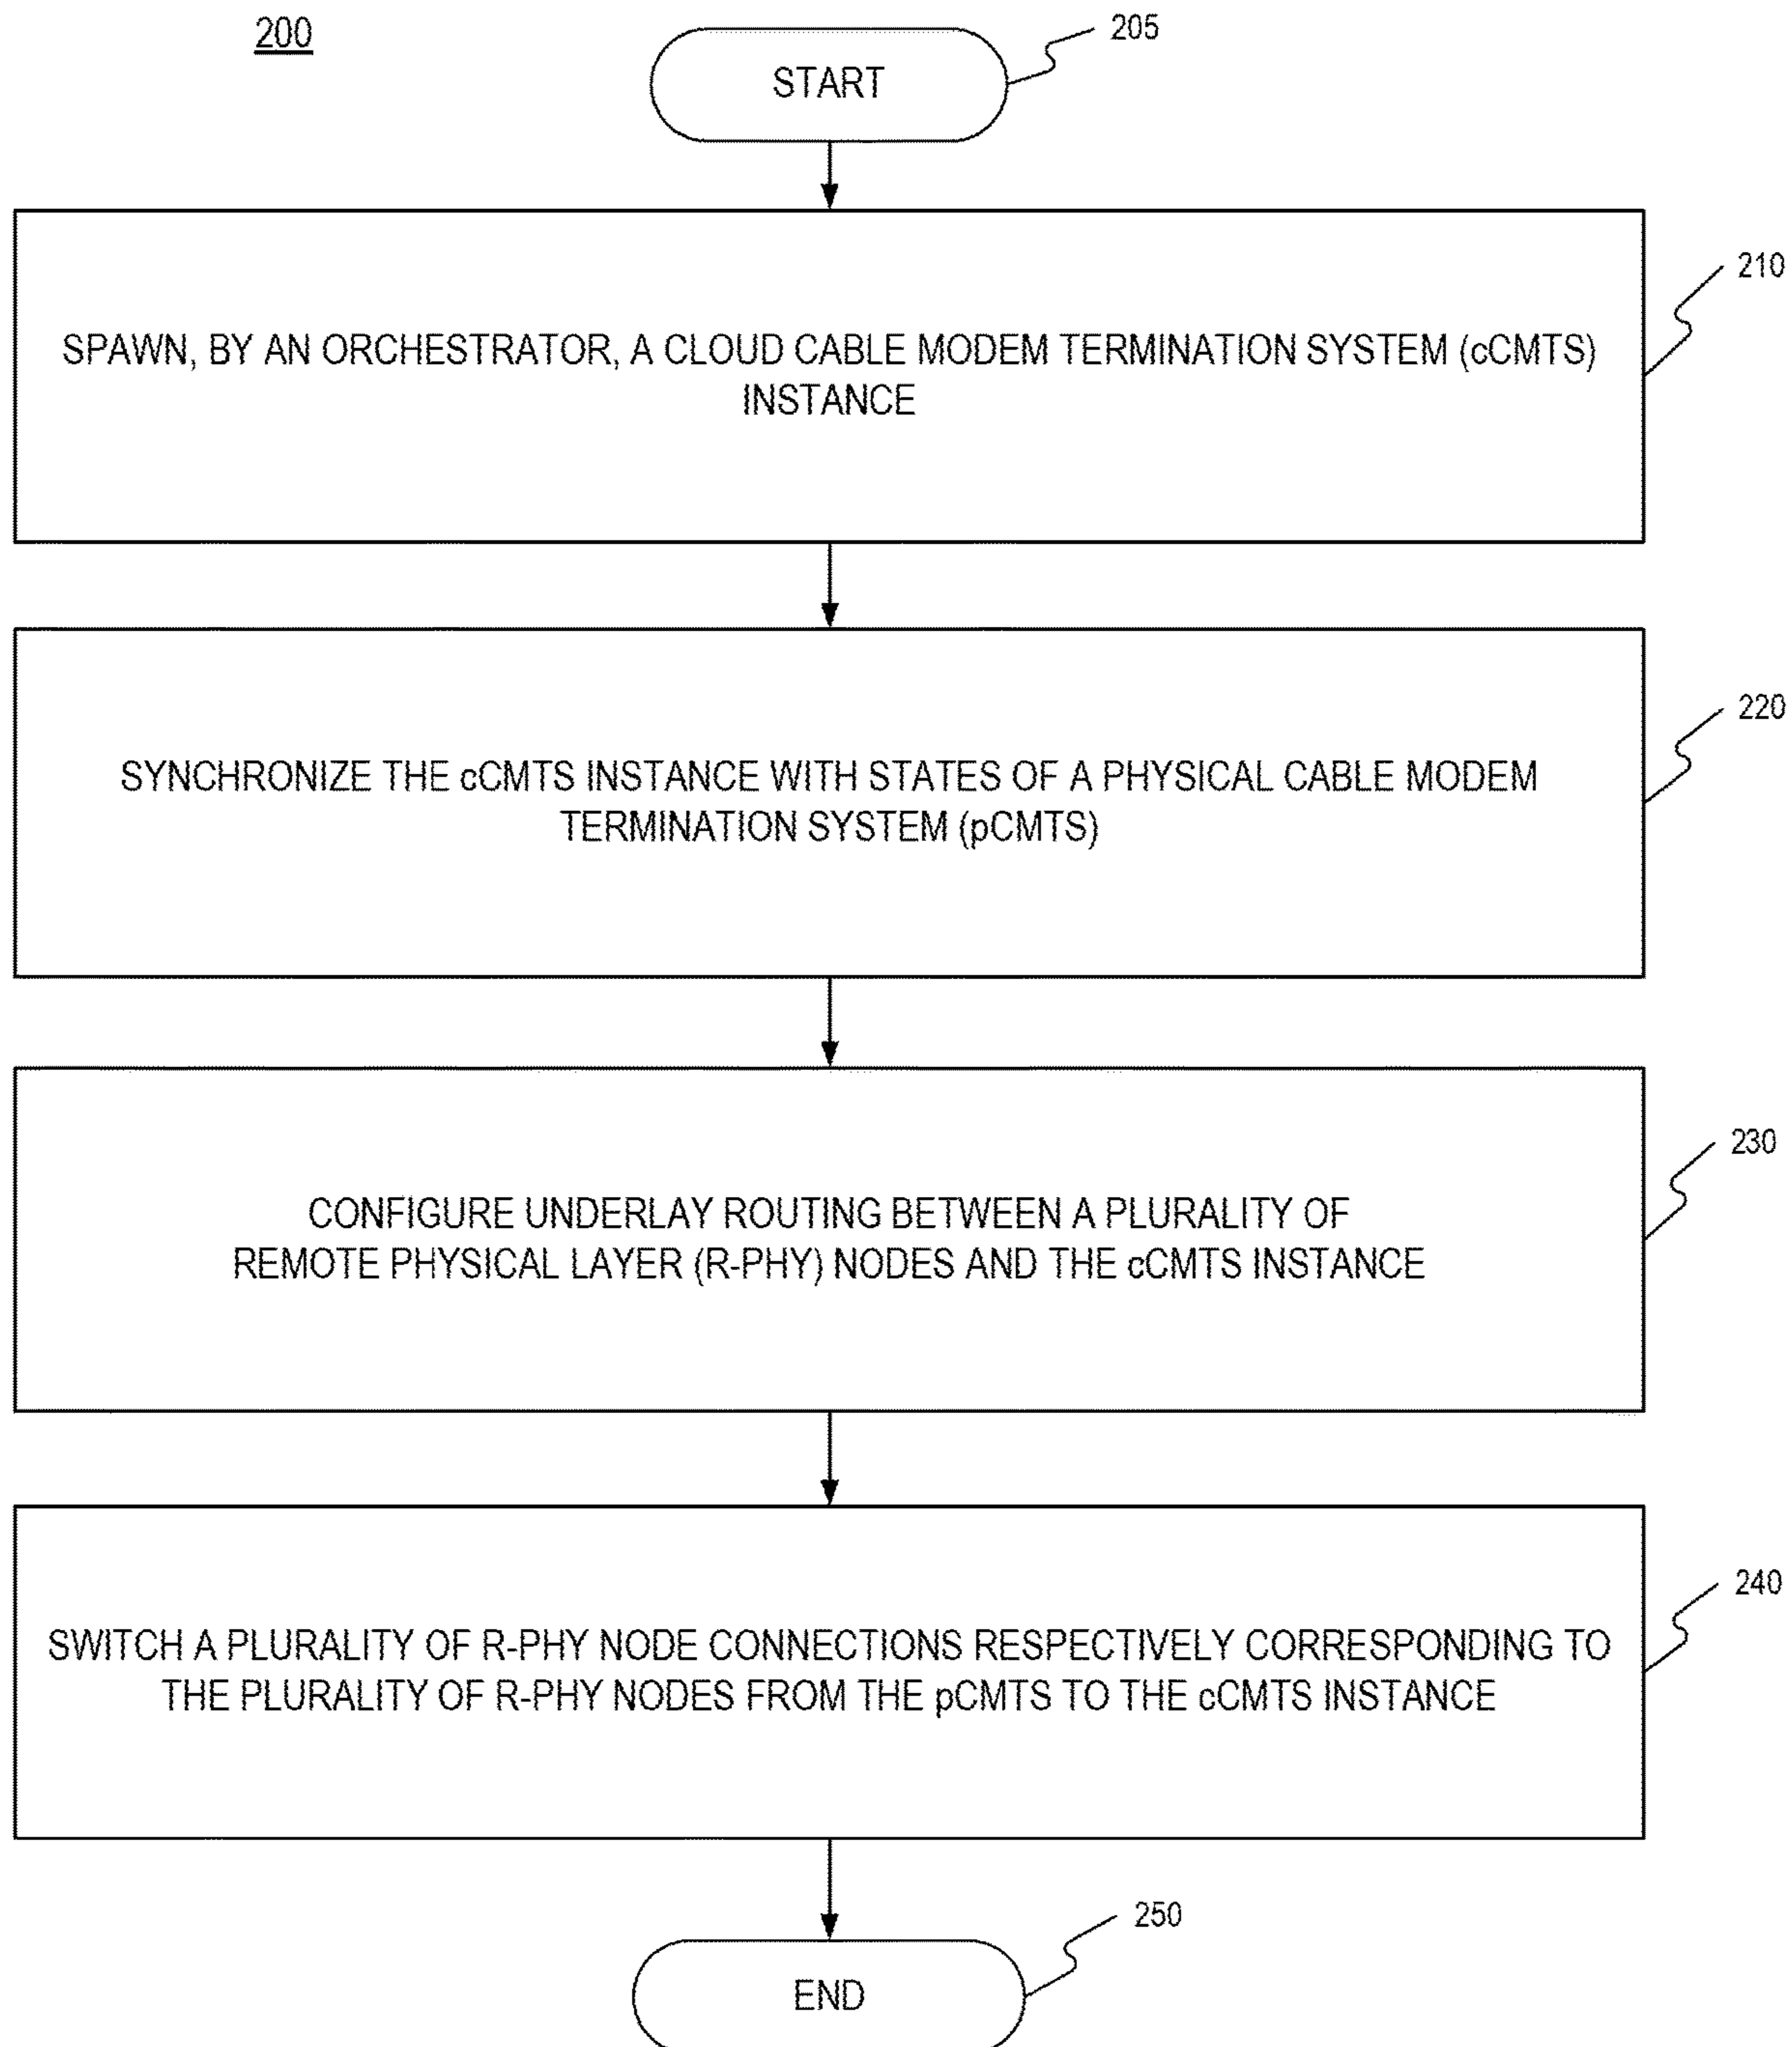 200
START
205
SPAWN, BY AN ORCHESTRATOR, A CLOUD CABLE MODEM TERMINATION SYSTEM (cCMTS)
INSTANCE
210
SYNCHRONIZE THE cCMTS INSTANCE WITH STATES OF A PHYSICAL CABLE MODEM
TERMINATION SYSTEM (pCMTS)
220
CONFIGURE UNDERLAY ROUTING BETWEEN A PLURALITY OF
REMOTE PHYSICAL LAYER (R-PHY) NODES AND THE cCMTS INSTANCE
230
SWITCH A PLURALITY OF R-PHY NODE CONNECTIONS RESPECTIVELY CORRESPONDING TO
THE PLURALITY OF R-PHY NODES FROM THE pCMTS TO THE cCMTS INSTANCE
240
END
250